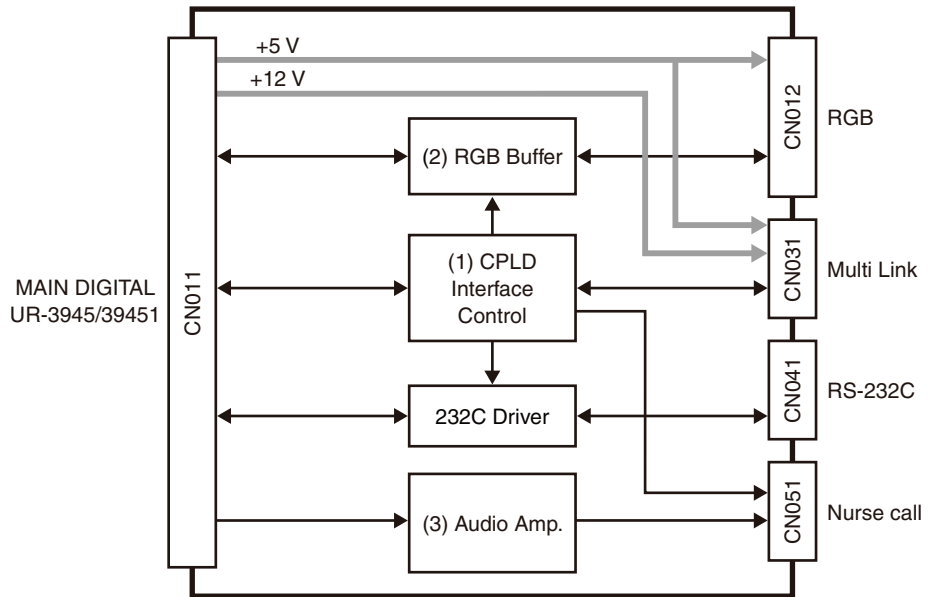 +5 V
+12 V
MAIN DIGITAL
UR-3945/39451
CN011
(2) RGB Buffer
(1) CPLD
Interface
Control
232C Driver
(3) Audio Amp.
CN012
RGB
CN031
Multi Link
CN041
RS-232C
CN051
Nurse call